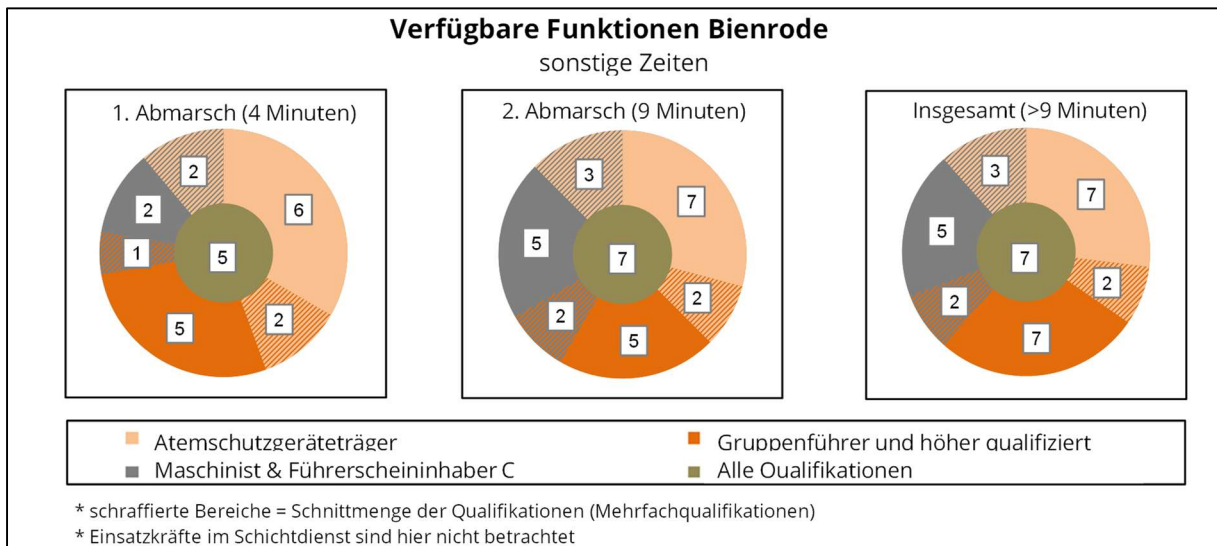 Verfügbare Funktionen Bienrode
sonstige Zeiten
1. Abmarsch (4 Minuten)
2
6
2
1
5
5
2
2. Abmarsch (9 Minuten)
3
7
5
7
2
2
5
Insgesamt (>9 Minuten)
3
7
5
7
2
2
7
Atemschutzgeräteträger
Gruppenführer und höher qualifiziert
Maschinist & Führerscheininhaber C
Alle Qualifikationen
* schraffierte Bereiche = Schnittmenge der Qualifikationen (Mehrfachqualifikationen)
* Einsatzkräfte im Schichtdienst sind hier nicht betrachtet